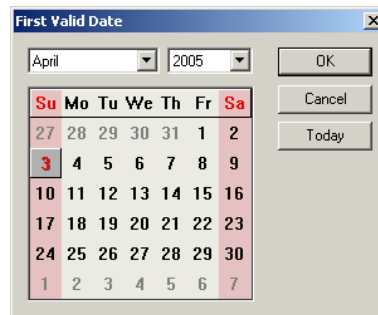 First Valid Date
April 2005 OK
Cancel
Today
Su Mo Tu We Th Fr Sa
27 28 29 30 31 1 2
3 4 5 6 7 8 9
10 11 12 13 14 15 16
17 18 19 20 21 22 23
24 25 26 27 28 29 30
1 2 3 4 5 6 7